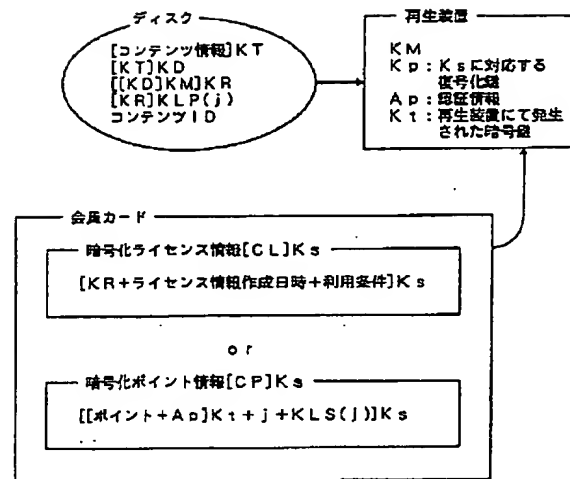 ディスク
[コンテンツ情報]KT
[KT]KD
[[KD]KM]KR
[KR]KLP(j)
コンテンツID
再生装置
KM
Kp:Ksに対応する
復号化鍵
Ap:認証情報
Kt:再生装置にて発生
された暗号鍵
会員カード
暗号化ライセンス情報[CL]Ks
[KR+ライセンス情報作成日時+利用条件]Ks
or
暗号化ポイント情報[CP]Ks
[[ポイント+Ap]Kt+j+KLS(j)]Ks